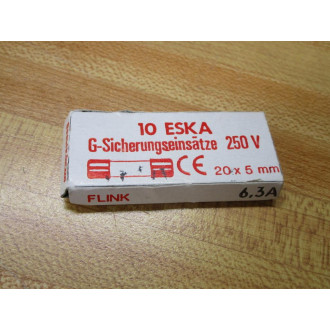 10 ESKA
G-Sicherungseinsätze 250 V
CE
20 x 5 mm
FLINK
6.3A